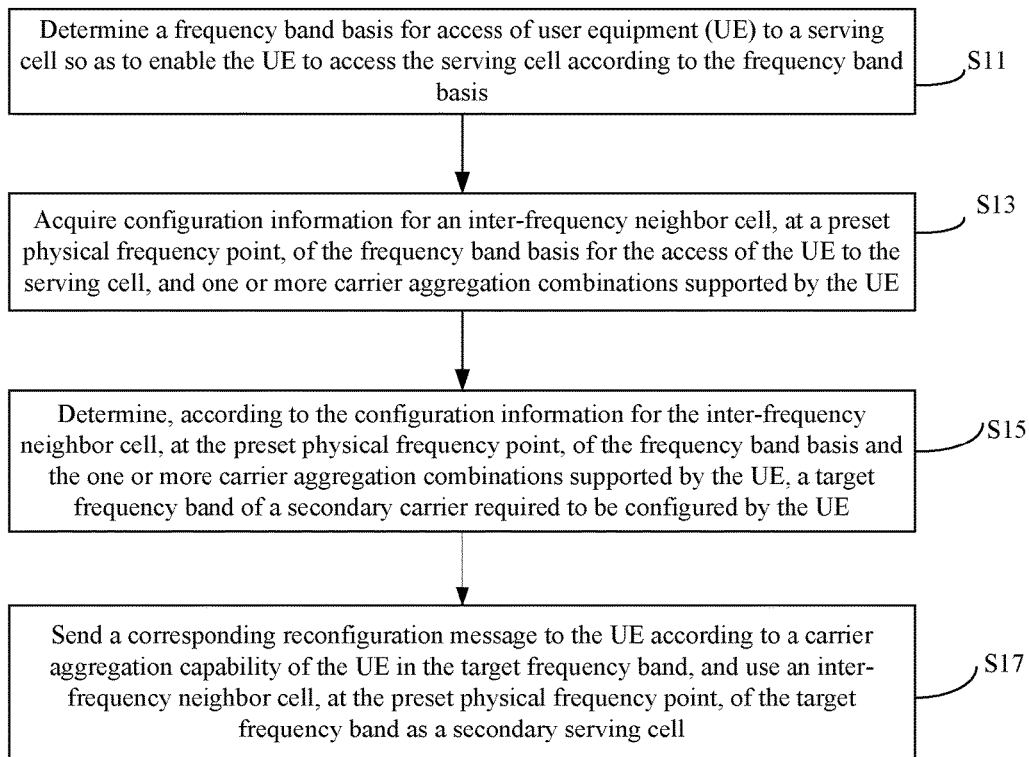 Determine a frequency band basis for access of user equipment (UE) to a serving
cell so as to enable the UE to access the serving cell according to the frequency band
basis
S11
Acquire configuration information for an inter-frequency neighbor cell, at a preset
physical frequency point, of the frequency band basis for the access of the UE to the
serving cell, and one or more carrier aggregation combinations supported by the UE
S13
Determine, according to the configuration information for the inter-frequency
neighbor cell, at the preset physical frequency point, of the frequency band basis and
the one or more carrier aggregation combinations supported by the UE, a target
frequency band of a secondary carrier required to be configured by the UE
S15
Send a corresponding reconfiguration message to the UE according to a carrier
aggregation capability of the UE in the target frequency band, and use an inter-
frequency neighbor cell, at the preset physical frequency point, of the target
frequency band as a secondary serving cell
S17